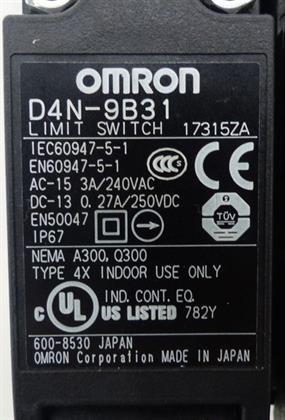 OMRON
D4N-9B31
LIMIT SWITCH 17315ZA
IEC60947-5-1
EN60947-5-1
AC-15 3A/240VAC
DC-13 0.27A/250VDC
EN50047
IP67
CCC
CE
TÜV
NEMA A300,Q300
TYPE 4X INDOOR USE ONLY
C UL US LISTED
IND. CONT. EQ.
782Y
600-8530 JAPAN
OMRON Corporation MADE IN JAPAN